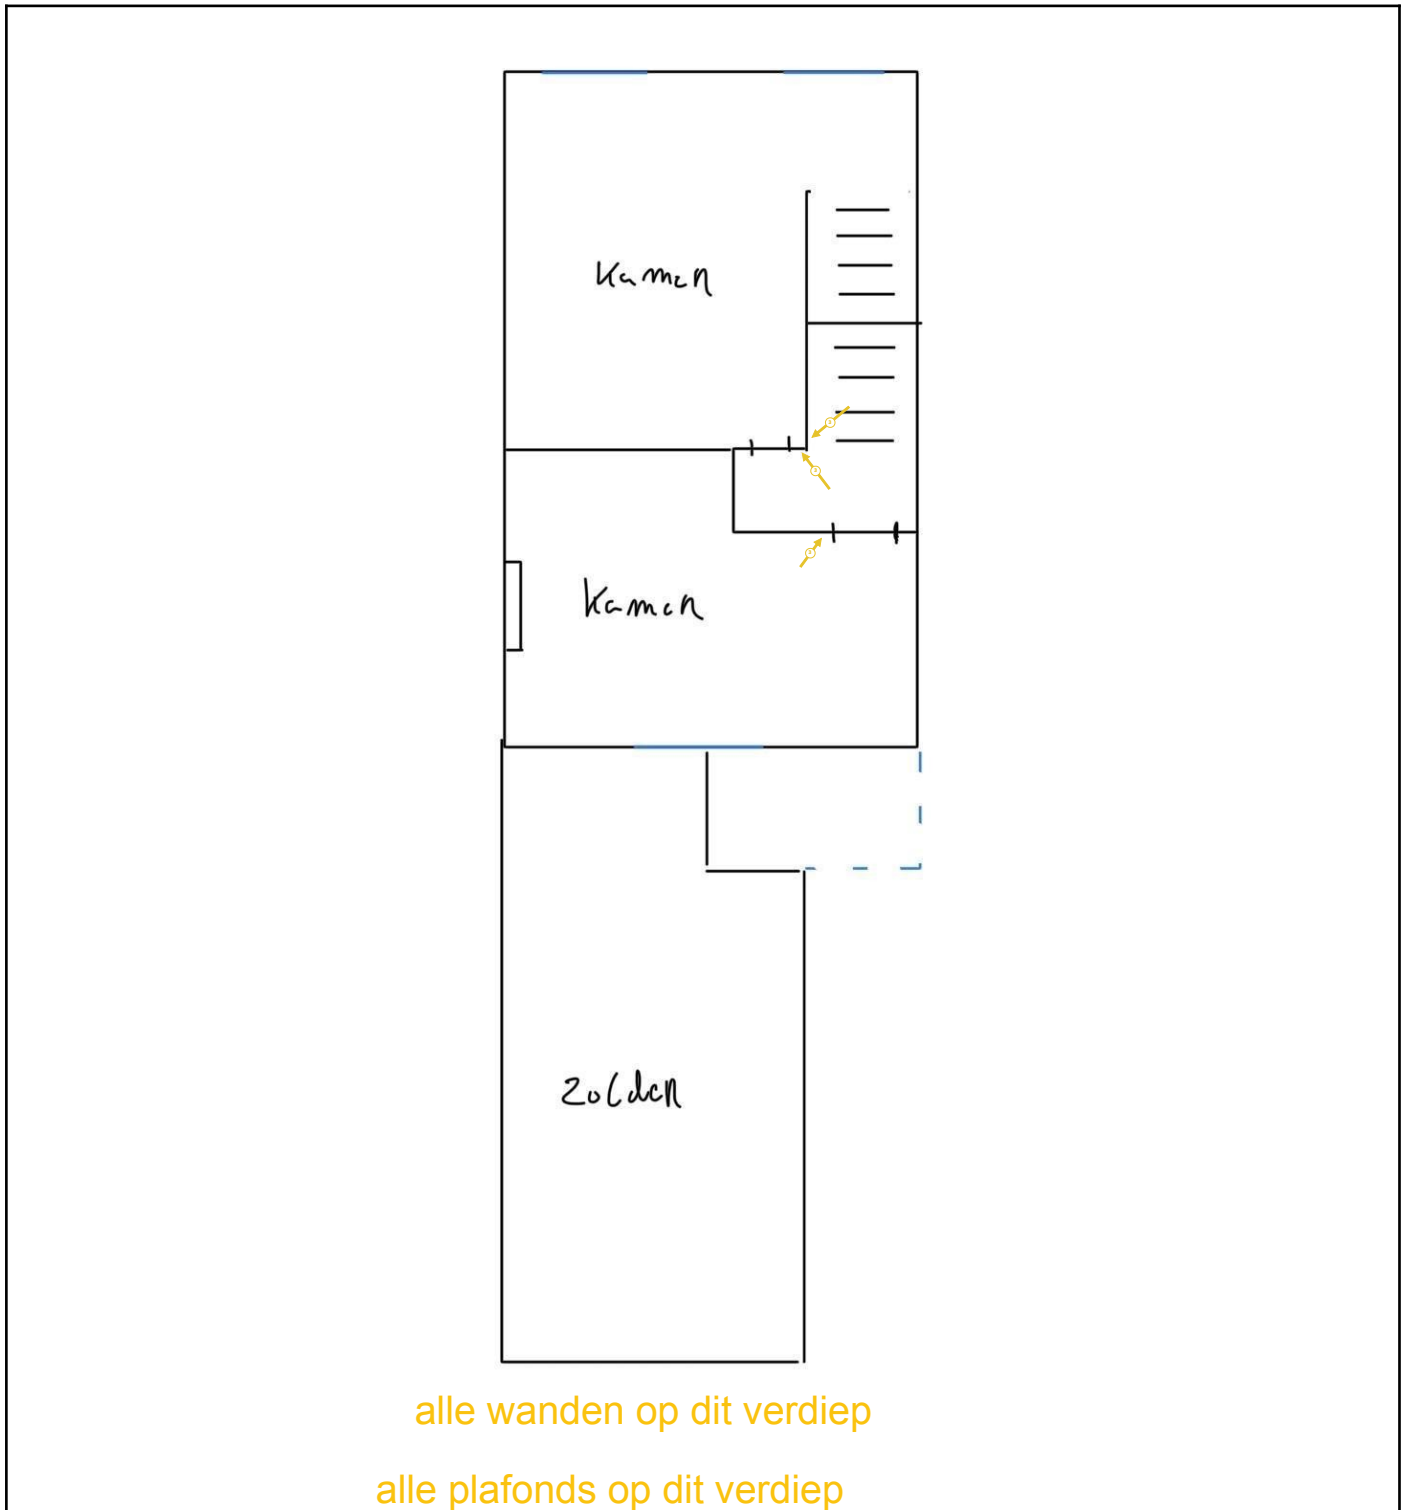 Kamer
Kamer
Zolder
alle wanden op dit verdiep
alle plafonds op dit verdiep